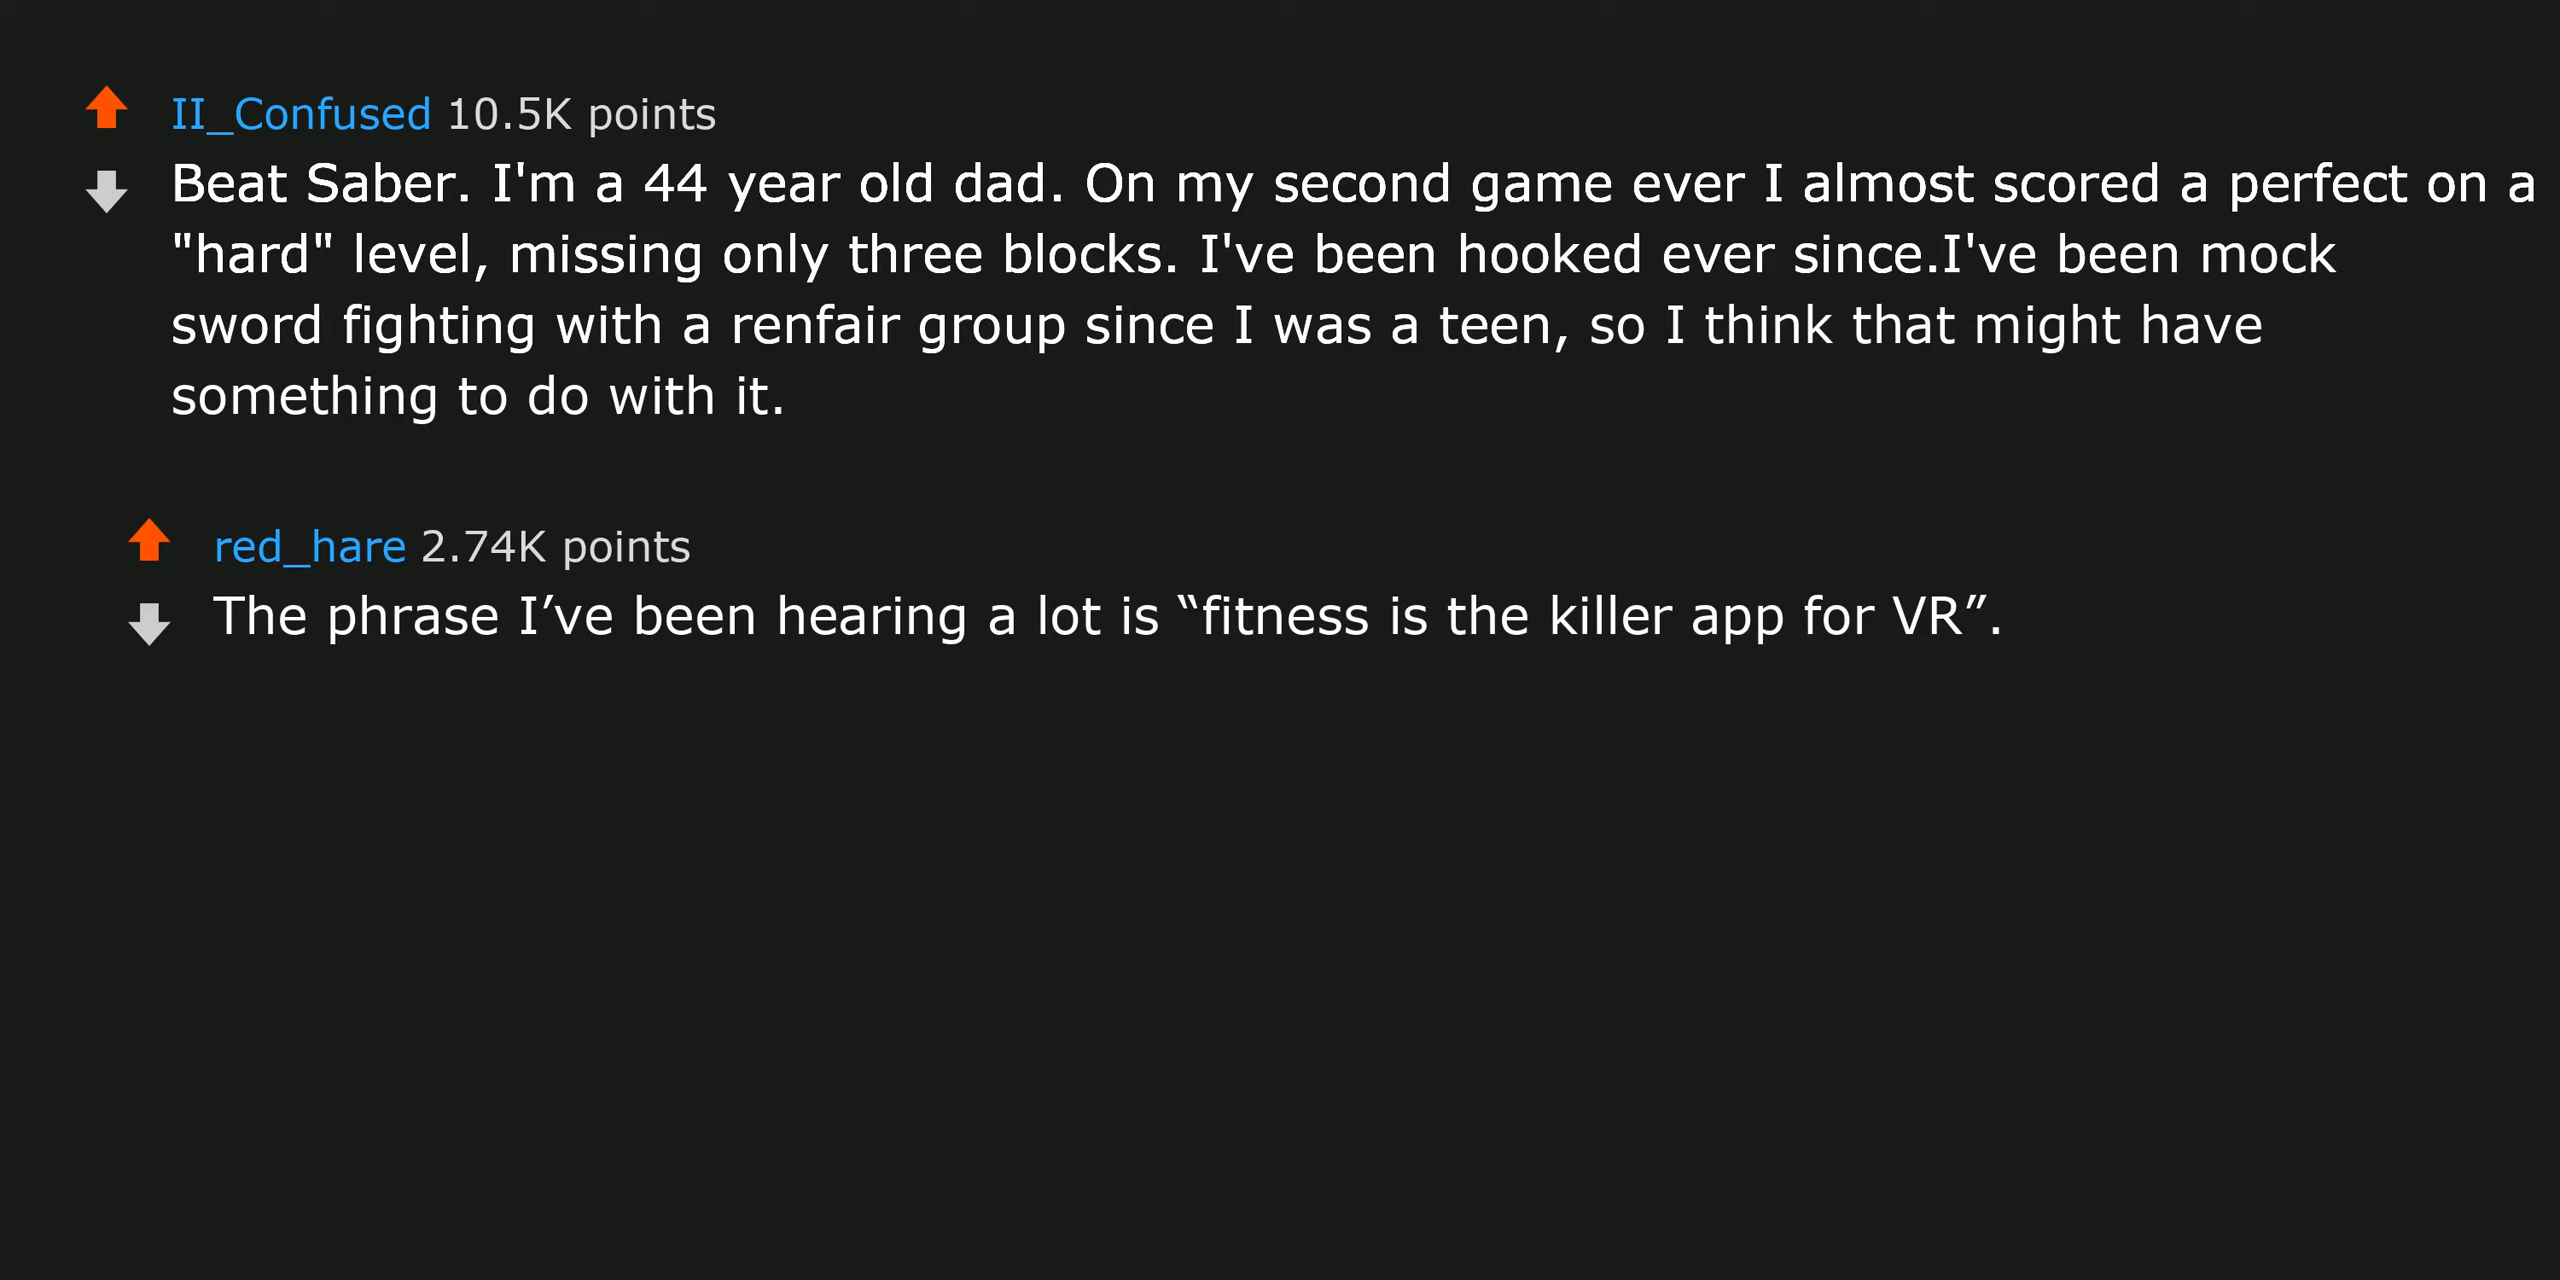 II_Confused 10.5K points
Beat Saber. I'm a 44 year old dad. On my second game ever I almost scored a perfect on a
"hard" level, missing only three blocks. I've been hooked ever since.I've been mock
sword fighting with a renfair group since I was a teen, so I think that might have
something to do with it.
red_hare 2.74K points
The phrase I’ve been hearing a lot is “fitness is the killer app for VR”.